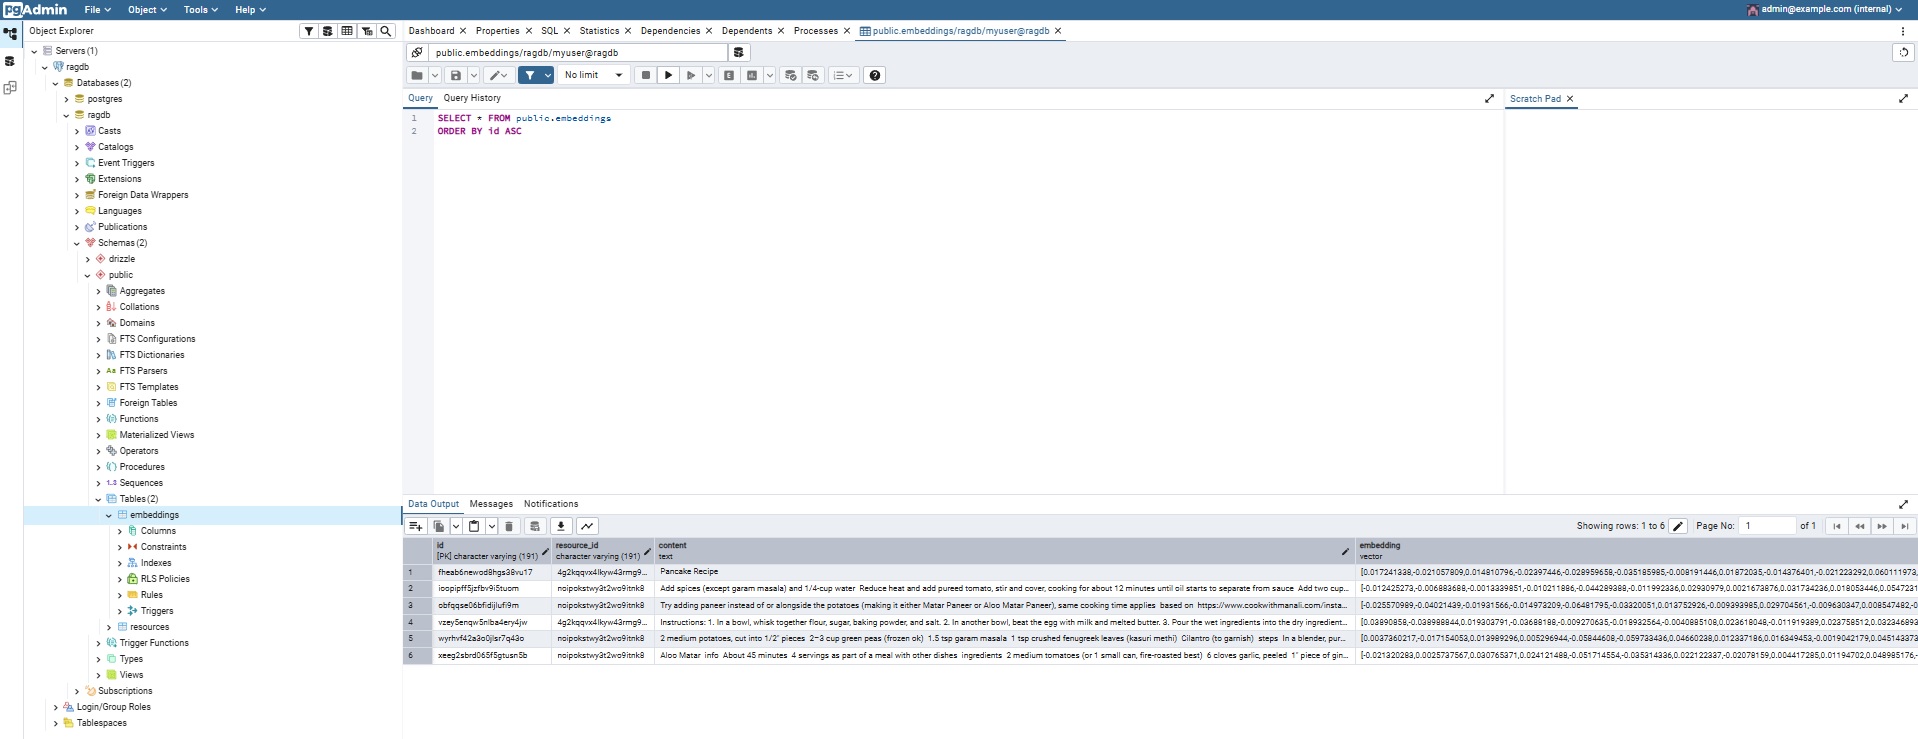 pgAdmin File Object Tools Help admin@example.com (internal)
Object Explorer
Dashboard Properties SQL Statistics Dependencies Dependents Processes public.embeddings/ragdb/myuser@ragdb
Servers (1)
ragdb
Databases (2)
postgres
ragdb
Casts
Catalogs
Event Triggers
Extensions
Foreign Data Wrappers
Languages
Publications
Schemas (2)
drizzle
public
Aggregates
Collations
Domains
FTS Configurations
FTS Dictionaries
FTS Parsers
FTS Templates
Foreign Tables
Functions
Materialized Views
Operators
Procedures
1..3 Sequences
Tables (2)
embeddings
Columns
Constraints
Indexes
RLS Policies
Rules
Triggers
resources
Trigger Functions
Types
Views
Subscriptions
Login/Group Roles
Tablespaces
public.embeddings/ragdb/myuser@ragdb
No limit
Query Query History
Scratch Pad
1 SELECT * FROM public.embeddings
2 ORDER BY id ASC
Data Output Messages Notifications
Showing rows: 1 to 6 Page No: 1 of 1
id resource_id content embedding
[PK] character varying (191) character varying (191) text vector
1 fheab6newod8hgs38vu17 4g2kqqvx4lkyw43rmg9... Pancake Recipe [0.017241338,-0.021057809,0.014810796,-0.02397446,-0.028959658,-0.035185985,-0.008191446,0.01872035,-0.014376401,-0.021223292,0.060111973,
2 ioopipff5jzfbv9i5tuom noipokstwy3t2wo9itnk8 Add spices (except garam masala) and 1/4-cup water Reduce heat and add pureed tomato, stir and cover, cooking for about 12 minutes until oil starts to separate from sauce Add two cup... [-0.012425273,-0.006883688,-0.0013339851,-0.010211886,-0.044289388,-0.011992336,0.02930979,0.0021673876,0.031734236,0.018053446,0.0547231
3 obfqqse06bfidijlufi9m noipokstwy3t2wo9itnk8 Try adding paneer instead of or alongside the potatoes (making it either Matar Paneer or Aloo Matar Paneer), same cooking time applies based on https://www.cookwithmanali.com/insta... [-0.025570989,-0.04021439,-0.01931566,-0.014973209,-0.06481795,-0.03320051,0.013752926,-0.009393985,0.029704561,-0.009630347,0.008547482,-0
4 vzey5enqw5nlba4ery4jw noipokstwy3t2wo9itnk8 Instructions: 1. In a bowl, whisk together flour, sugar, baking powder, and salt. 2. In another bowl, beat the egg with milk and melted butter. 3. Pour the wet ingredients into the dry ingredient... [0.03890858,-0.038988844,0.019303791,-0.03688188,-0.009270635,-0.018932564,-0.0040885108,0.023618048,-0.011919389,0.023758512,0.032346893
5 wyrhvf42a3o0jlsr7q43o noipokstwy3t2wo9itnk8 2 medium potatoes, cut into 1/2" pieces 2–3 cup green peas (frozen ok) 1.5 tsp garam masala 1 tsp crushed fenugreek leaves (kasuri methi) Cilantro (to garnish) steps In a blender, pur... [0.0037360217,-0.017154053,0.013989296,0.005296944,-0.05844608,-0.059733436,0.04660238,0.012337186,0.016349453,-0.0019042179,0.045143373
6 xeeg2sbrd065f5gtusn5b noipokstwy3t2wo9itnk8 Aloo Matar info About 45 minutes 4 servings as part of a meal with other dishes ingredients 2 medium tomatoes (or 1 small can, fire-roasted best) 6 cloves garlic, peeled 1" piece of gin... [-0.021320283,0.0025737567,0.030765371,0.024121488,-0.051714554,-0.035314336,0.022122337,-0.02078159,0.004417285,0.01194702,0.048985176,-